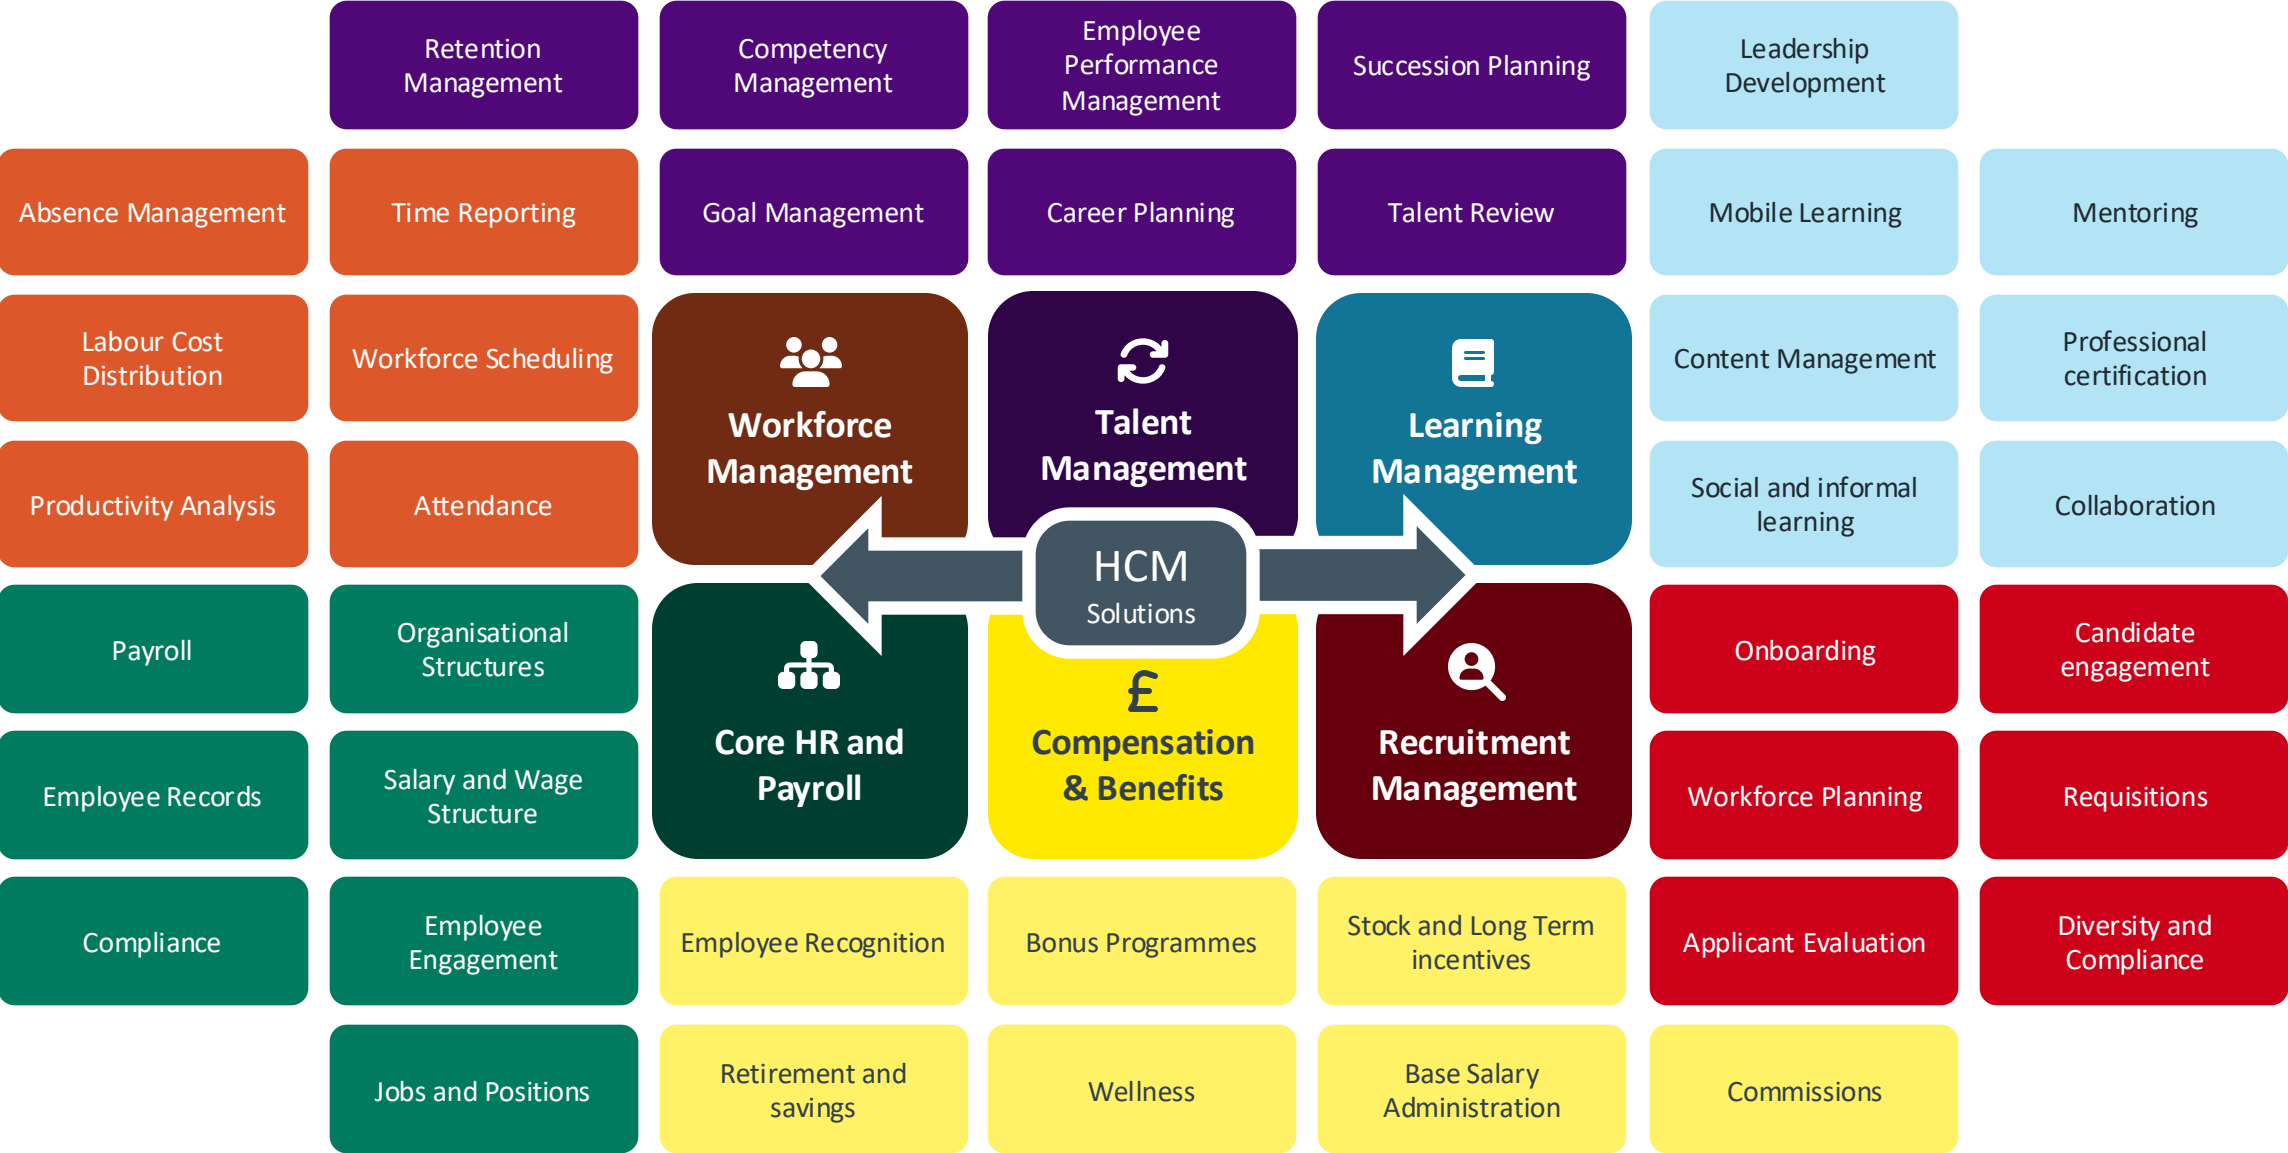 Retention
Management
Competency
Management
Employee
Performance
Management
Succession Planning
Leadership
Development
Absence Management
Time Reporting
Goal Management
Career Planning
Talent Review
Mobile Learning
Mentoring
Labour Cost
Distribution
Workforce Scheduling
Workforce
Management
Talent
Management
Learning
Management
Content Management
Professional
certification
Productivity Analysis
Attendance
Social and informal
learning
Collaboration
HCM
Solutions
Payroll
Organisational
Structures
Core HR and
Payroll
£
Compensation
& Benefits
Recruitment
Management
Onboarding
Candidate
engagement
Employee Records
Salary and Wage
Structure
Workforce Planning
Requisitions
Compliance
Employee
Engagement
Employee Recognition
Bonus Programmes
Stock and Long Term
incentives
Applicant Evaluation
Diversity and
Compliance
Jobs and Positions
Retirement and
savings
Wellness
Base Salary
Administration
Commissions